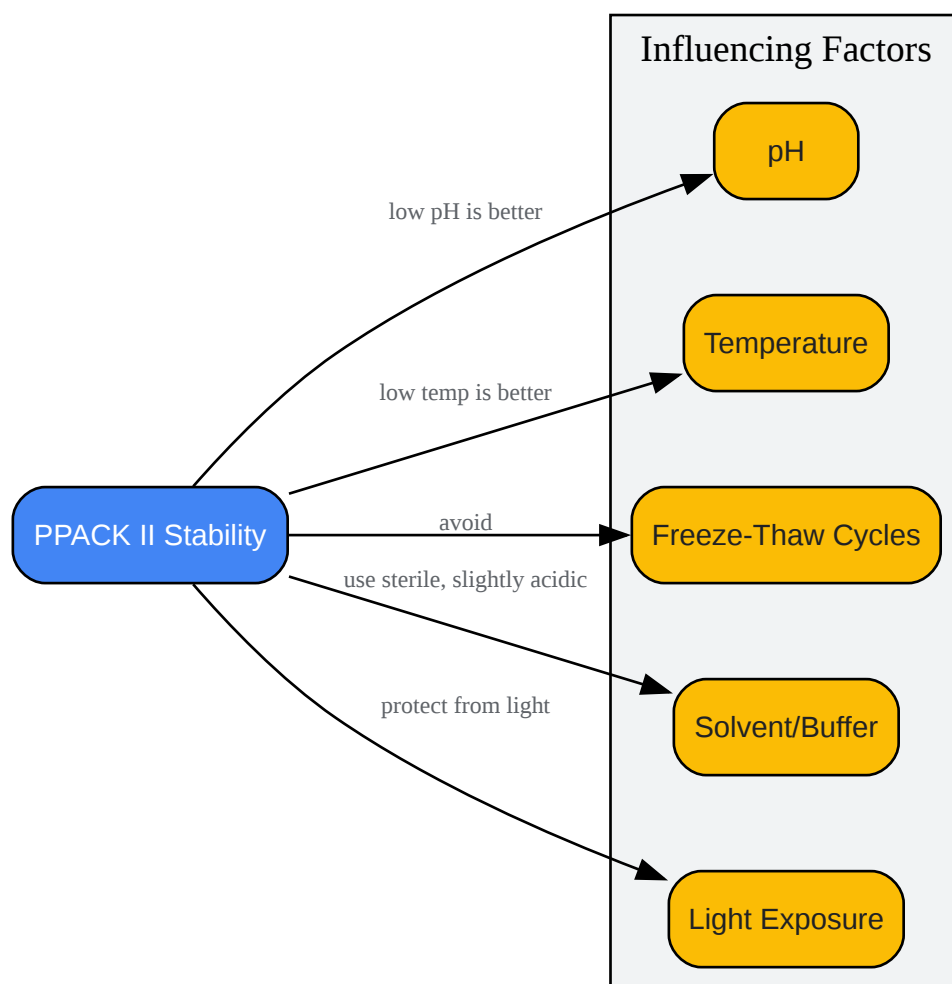 Influencing Factors
pH
low pH is better
Temperature
low temp is better
PPACK II Stability
avoid
Freeze-Thaw Cycles
use sterile, slightly acidic
Solvent/Buffer
protect from light
Light Exposure